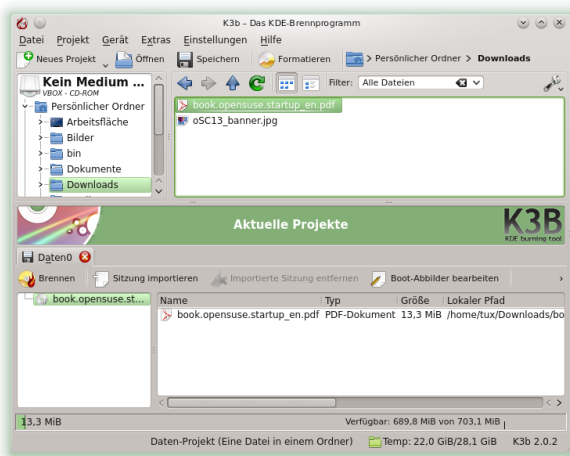 K3b – Das KDE-Brennprogramm
Datei Projekt Gerät Extras Einstellungen Hilfe
Neues Projekt Öffnen Speichern Formatieren > Persönlicher Ordner > Downloads
Kein Medium ...
VBOX - CD-ROM
Filter: Alle Dateien
Persönlicher Ordner
Arbeitsfläche
Bilder
bin
Dokumente
Downloads
book.opensuse.startup_en.pdf
oSC13_banner.jpg
Aktuelle Projekte
K3B
KDE burning tool
Daten0
Brennen Sitzung importieren Importierte Sitzung entfernen Boot-Abbilder bearbeiten
book.opensuse.st...
Name Typ Größe Lokaler Pfad
book.opensuse.startup_en.pdf PDF-Dokument 13,3 MiB /home/tux/Downloads/bo
13,3 MiB Verfügbar: 689,8 MiB von 703,1 MiB
Daten-Projekt (Eine Datei in einem Ordner) Temp: 22,0 GiB/28,1 GiB K3b 2.0.2